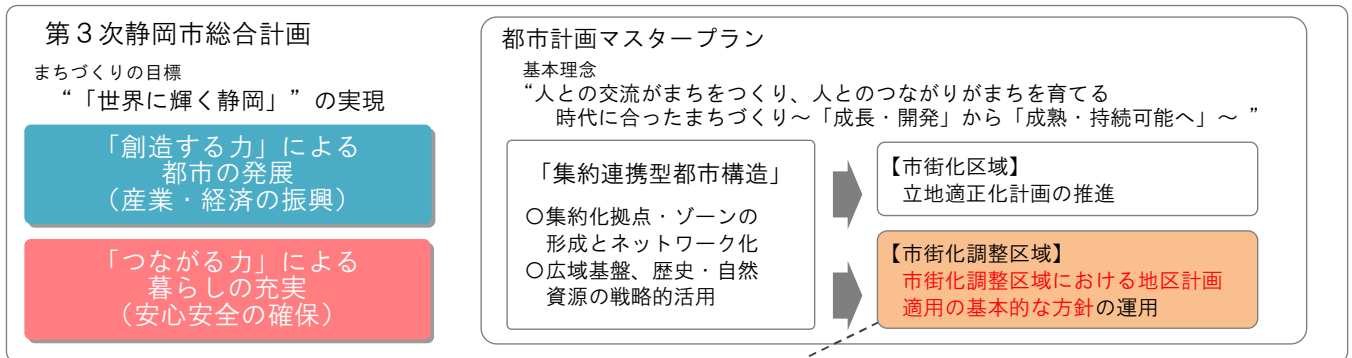 第３次静岡市総合計画
まちづくりの目標
“「世界に輝く静岡」”の実現
「創造する力」による
都市の発展
（産業・経済の振興）
「つながる力」による
暮らしの充実
（安心安全の確保）
都市計画マスタープラン
基本理念
“人との交流がまちをつくり、人とのつながりがまちを育てる
時代に合ったまちづくり～「成長・開発」から「成熟・持続可能へ」～ ”
「集約連携型都市構造」
〇集約化拠点・ゾーンの
形成とネットワーク化
〇広域基盤、歴史・自然
資源の戦略的活用
【市街化区域】
立地適正化計画の推進
【市街化調整区域】
市街化調整区域における地区計画
適用の基本的な方針の運用